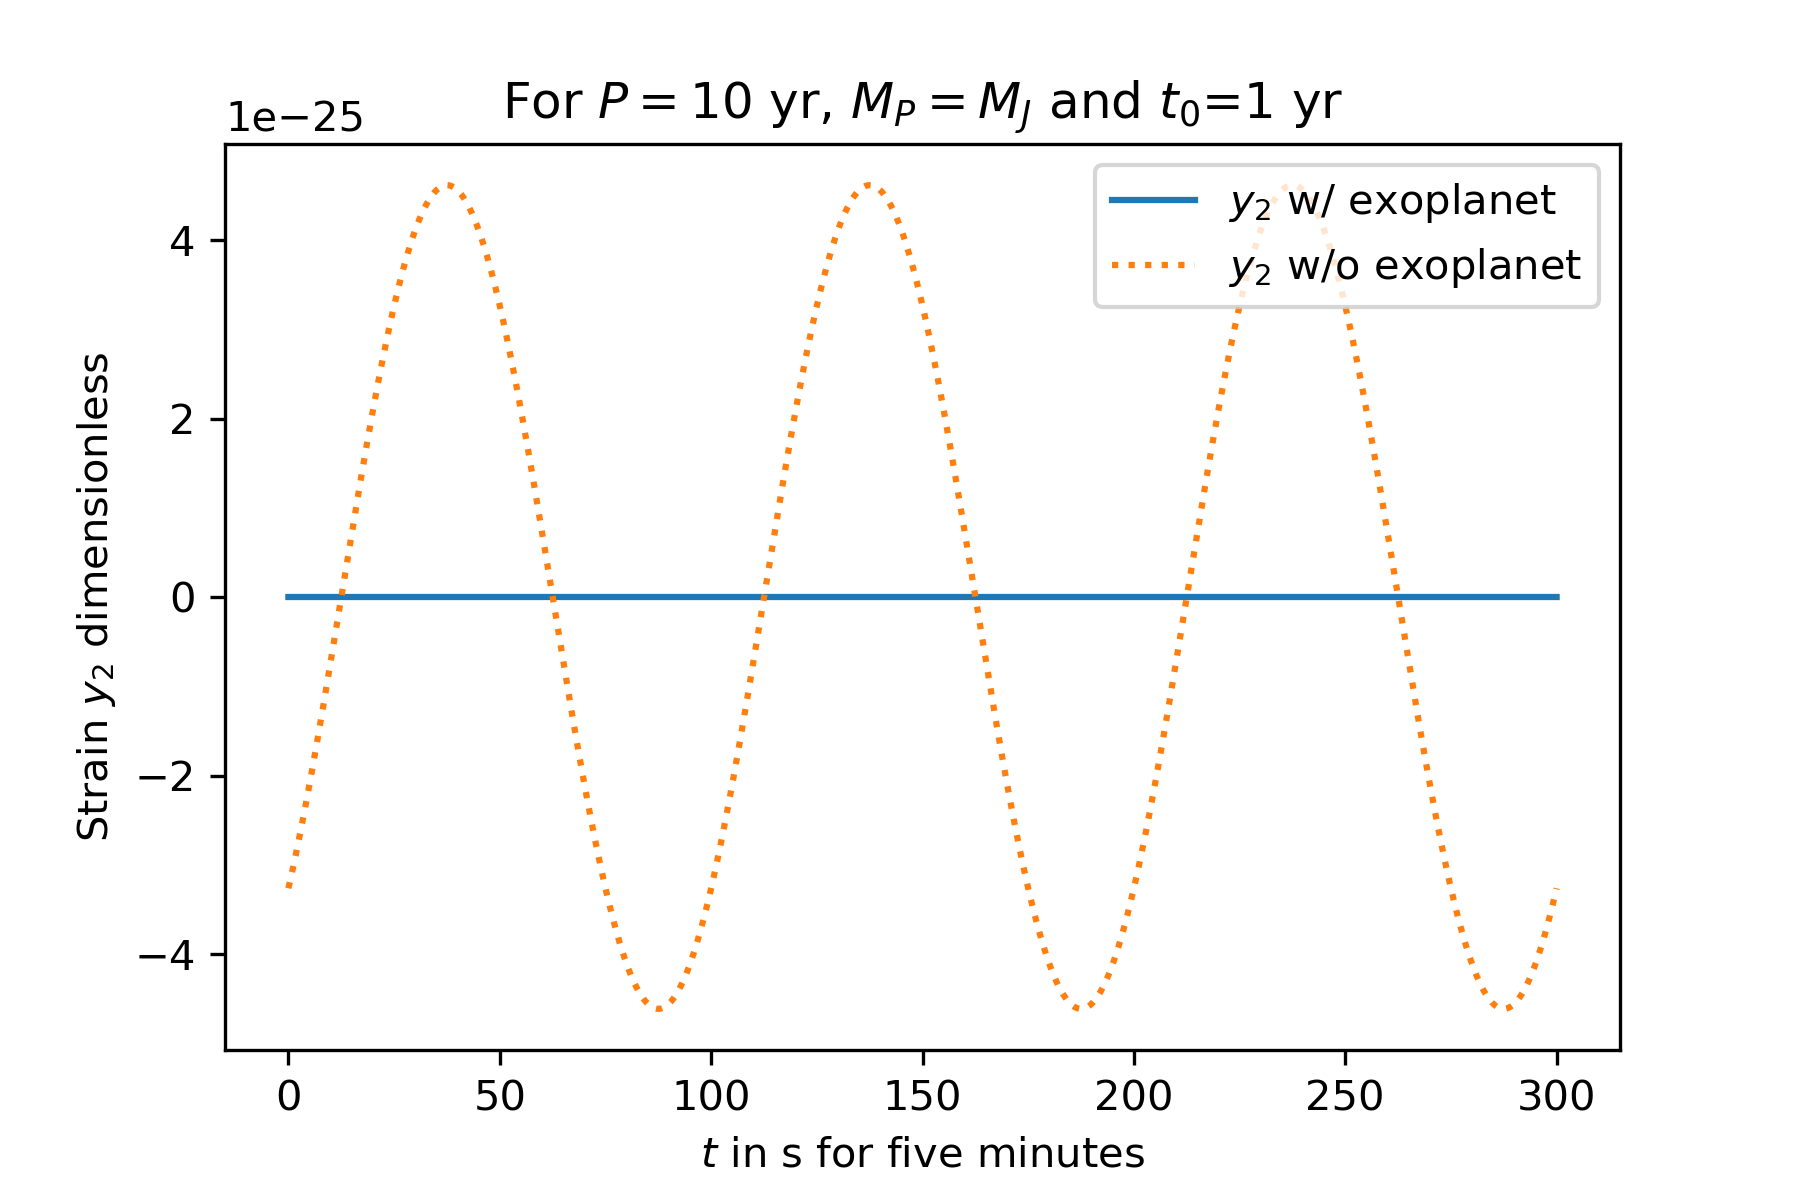 For P = 10 yr, M_P = M_J and t_0=1 yr
1e−25
y_2 w/ exoplanet
y_2 w/o exoplanet
Strain y_2 dimensionless
4
2
0
−2
−4
0 50 100 150 200 250 300
t in s for five minutes